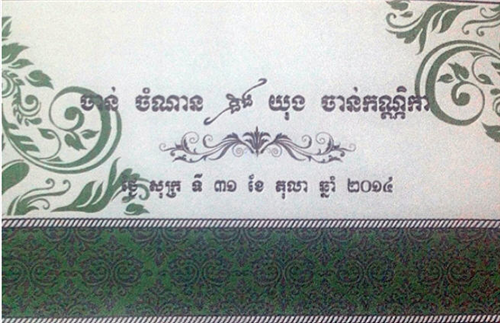 ចាន់ ចំណាន និង យុង ចាន់កណ្ណិកា
ថ្ងៃ សុក្រ ទី ៣១ ខែ តុលា ឆ្នាំ ២០១៤